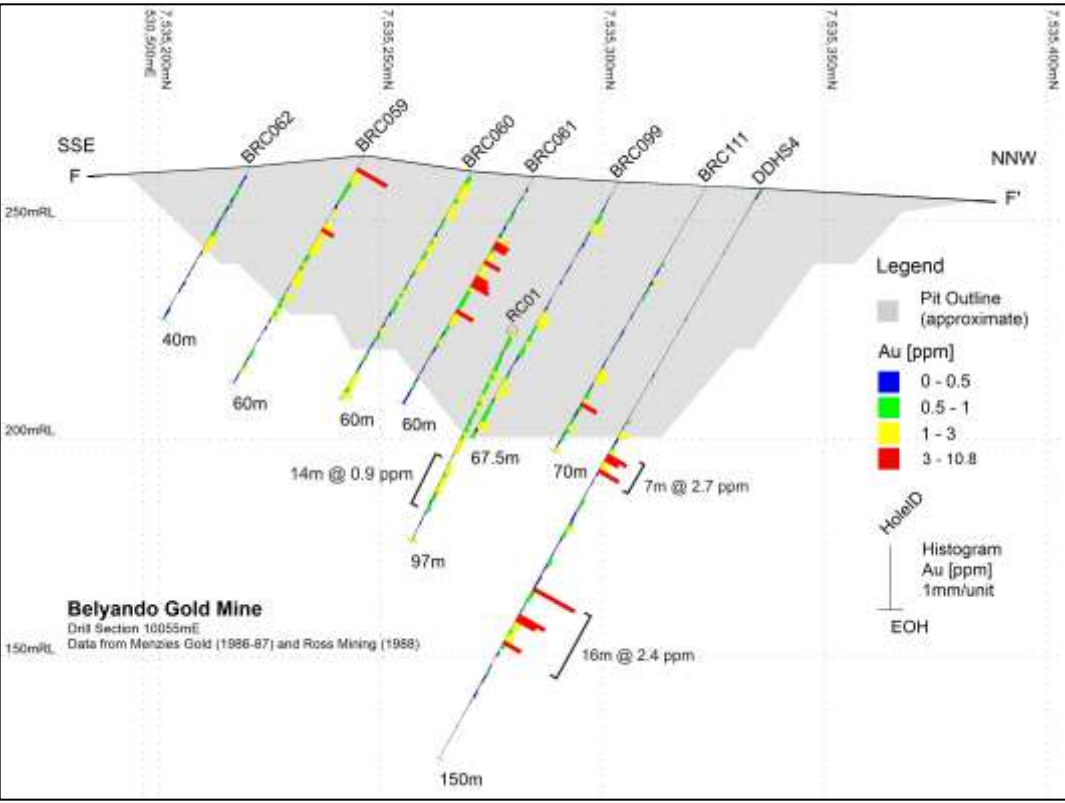 530,500mE
7,535,200mN
7,535,250mN
7,535,300mN
7,535,350mN
7,535,400mN
SSE
F
BRC062
BRC059
BRC060
BRC061
BRC099
BRC111
DDHS4
NNW
F'
250mRL
RC01
40m
60m
60m
60m
67.5m
70m
14m @ 0.9 ppm
7m @ 2.7 ppm
97m
200mRL
150mRL
16m @ 2.4 ppm
150m
Legend
Pit Outline
(approximate)
Au [ppm]
0 - 0.5
0.5 - 1
1 - 3
3 - 10.8
HoleID
Histogram
Au [ppm]
1mm/unit
EOH
Belyando Gold Mine
Drill Section 10055mE
Data from Menzies Gold (1986-87) and Ross Mining (1988)